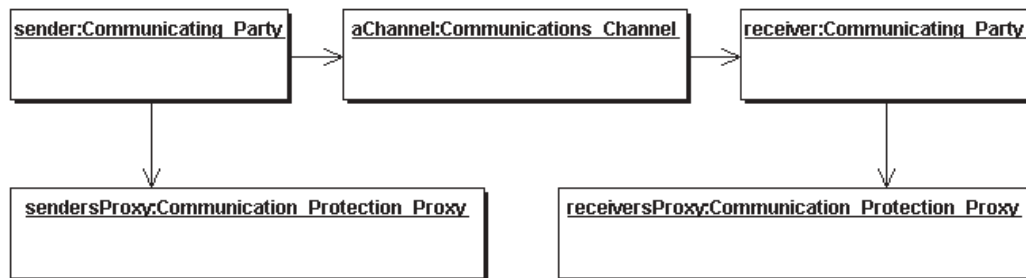 sender:Communicating_Party
aChannel:Communications_Channel
receiver:Communicating_Party
sendersProxy:Communication_Protection_Proxy
receiversProxy:Communication_Protection_Proxy